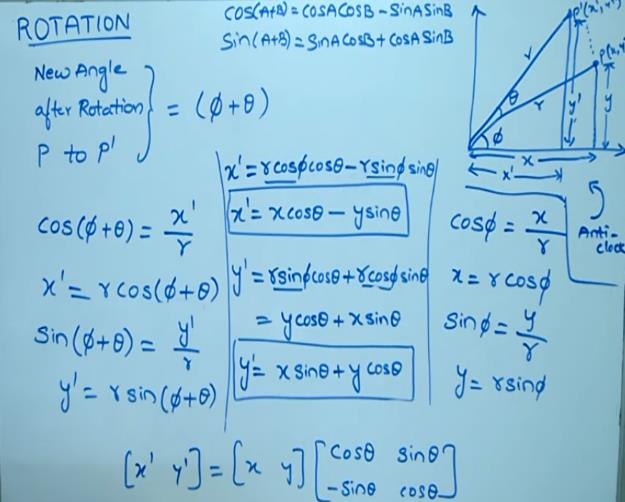 ROTATION
COS(A+B) = COSA COSB - SinA SinB
Sin(A+B) = SinA COSB + COSA SinB
New Angle
after Rotation
P to P'
= (φ+θ)
cos(φ+θ) = x'/r
x' = r cos(φ+θ)
Sin(φ+θ) = y'/r
y' = r sin(φ+θ)
x' = r cosφ cosθ - r sinφ sinθ
x' = x cosθ - y sinθ
y' = r sinφ cosθ + r cosφ sinθ
= y cosθ + x sinθ
y' = x sinθ + y cosθ
P'(x', y')
P(x,
r
θ
r
φ
y'
y
x
x'
Anti-
clock
cosφ = x/r
x = r cosφ
Sinφ = y/r
y = r sinφ
[x' y'] = [x y] [cosθ sinθ
-Sinθ cosθ]